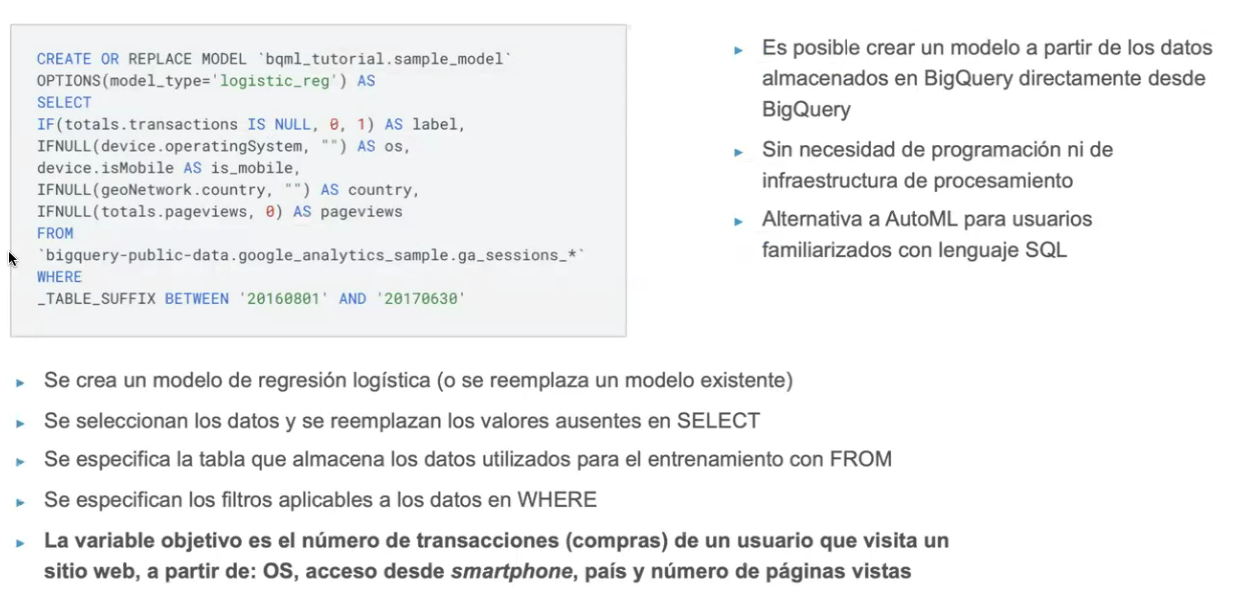 CREATE OR REPLACE MODEL `bqml_tutorial.sample_model`
OPTIONS(model_type='logistic_reg') AS
SELECT
IF(totals.transactions IS NULL, 0, 1) AS label,
IFNULL(device.operatingSystem, "") AS os,
device.isMobile AS is_mobile,
IFNULL(geoNetwork.country, "") AS country,
IFNULL(totals.pageviews, 0) AS pageviews
FROM
`bigquery-public-data.google_analytics_sample.ga_sessions_*`
WHERE
_TABLE_SUFFIX BETWEEN '20160801' AND '20170630'
Es posible crear un modelo a partir de los datos
almacenados en BigQuery directamente desde
BigQuery
Sin necesidad de programación ni de
infraestructura de procesamiento
Alternativa a AutoML para usuarios
familiarizados con lenguaje SQL
Se crea un modelo de regresión logística (o se reemplaza un modelo existente)
Se seleccionan los datos y se reemplazan los valores ausentes en SELECT
Se especifica la tabla que almacena los datos utilizados para el entrenamiento con FROM
Se especifican los filtros aplicables a los datos en WHERE
La variable objetivo es el número de transacciones (compras) de un usuario que visita un
sitio web, a partir de: OS, acceso desde smartphone, país y número de páginas vistas